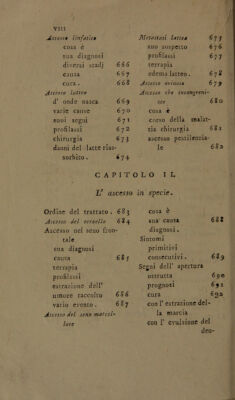 VIII
Ascesso linfatico
cosa è
sua diagnosi
diversi stadj 666
causa 667
cura. 668
Ascesso latteo
d' onde nasca 669
varie cause 670
suoi segni 671
profilassi 672
chirurgia 673
danni del latte rias-
sorbito. 674
Metastasi lattea 675
suo sospetto 676
profilassi 677
terrapia
edema latteo. 678
Ascesso orinoso 679
Ascesso che incangreni-
sce 680
cosa è
corso della malat-
tia chirurgia 681
ascesso pestilenzia-
le 682
CAPITOLO II.
L' ascesso in specie.
Ordine del trattato. 683
Ascesso del cervello 684
Ascesso nel seno fron-
tale
sua diagnosi
causa 685
terrapia
profilassi
estrazione dell'
umore raccolto 686
vario evento. 687
Ascesso del seno mascel-
lare
cosa è
sua causa 688
diagnosi.
Sintomi
primitivi
consecutivi. 689
Segni dell' apertura
ostrutta 690
prognosi 691
cura 692
con l' estrazione del-
la marcia
con l' evulsione del
den-